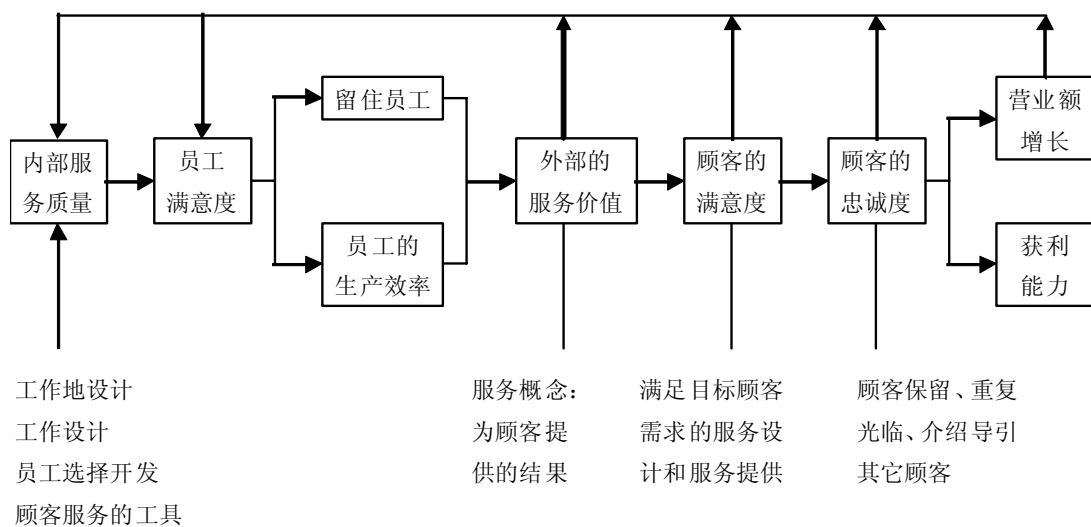 留住员工
营业额
增长
内部服
务质量
员工
满意度
外部的
服务价值
顾客的
满意度
顾客的
忠诚度
员工的
生产效率
获利
能力
工作地设计
工作设计
员工选择开发
顾客服务的工具
服务概念：
为顾客提
供的结果
满足目标顾客
需求的服务设
计和服务提供
顾客保留、重复
光临、介绍导引
其它顾客